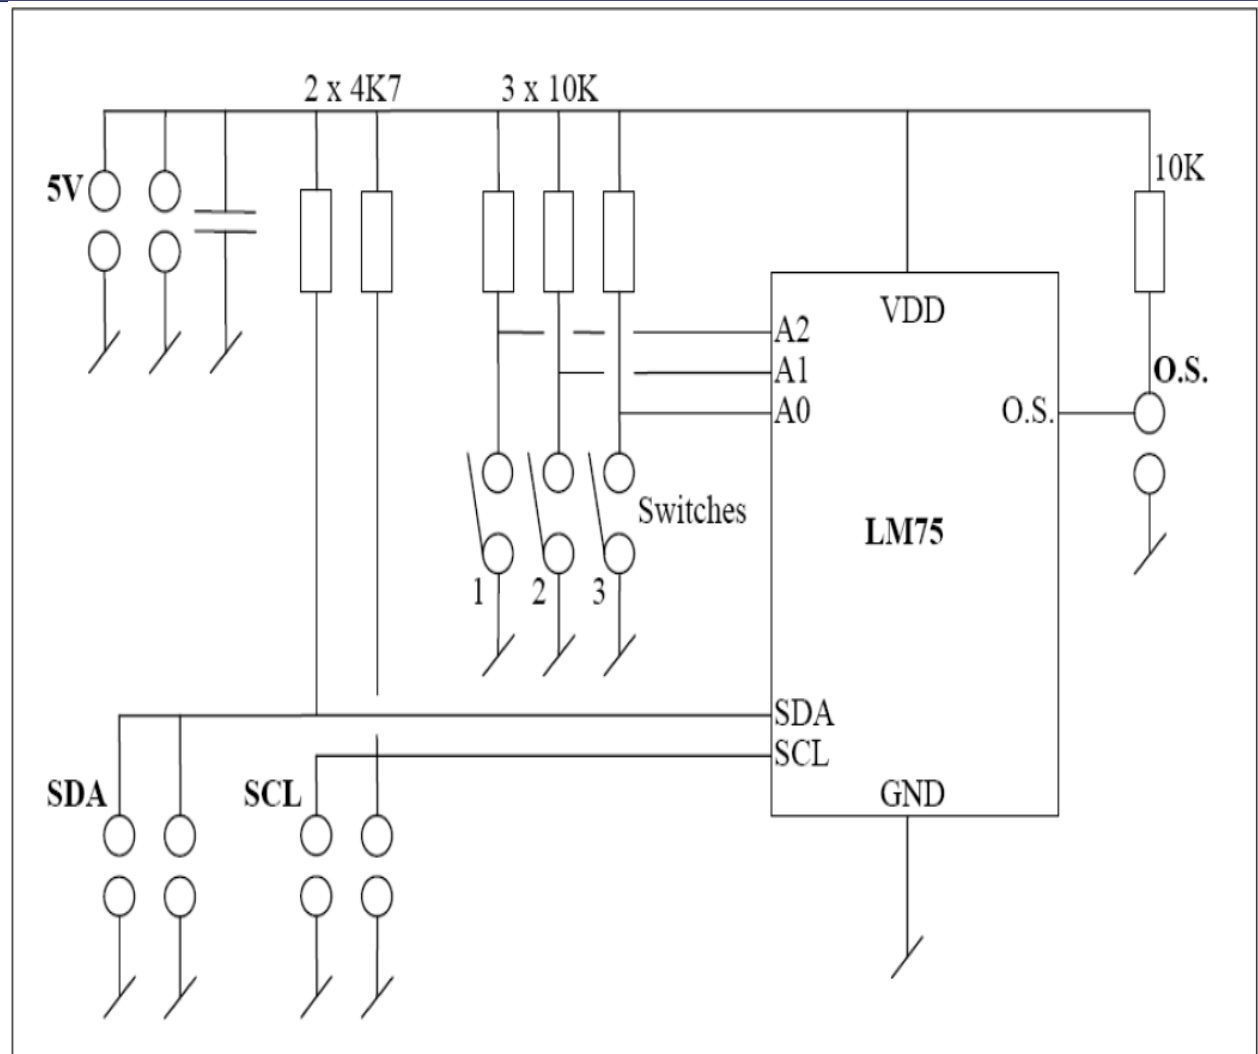 2 x 4K7
3 x 10K
5V
10K
VDD
A2
A1
A0
O.S.
O.S.
Switches
LM75
1
2
3
SDA
SCL
SDA
SCL
GND